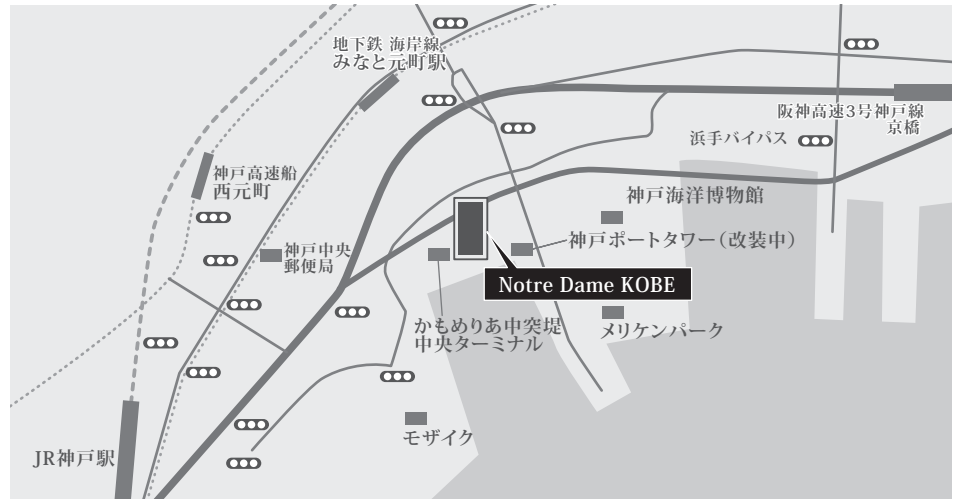 地下鉄 海岸線
みなと元町駅
阪神高速3号神戸線
京橋
浜手バイパス
神戸高速船
西元町
神戸海洋博物館
神戸ポートタワー(改装中)
神戸中央
郵便局
Notre Dame KOBE
かもめりあ中突堤
中央ターミナル
メリケンパーク
モザイク
JR神戸駅